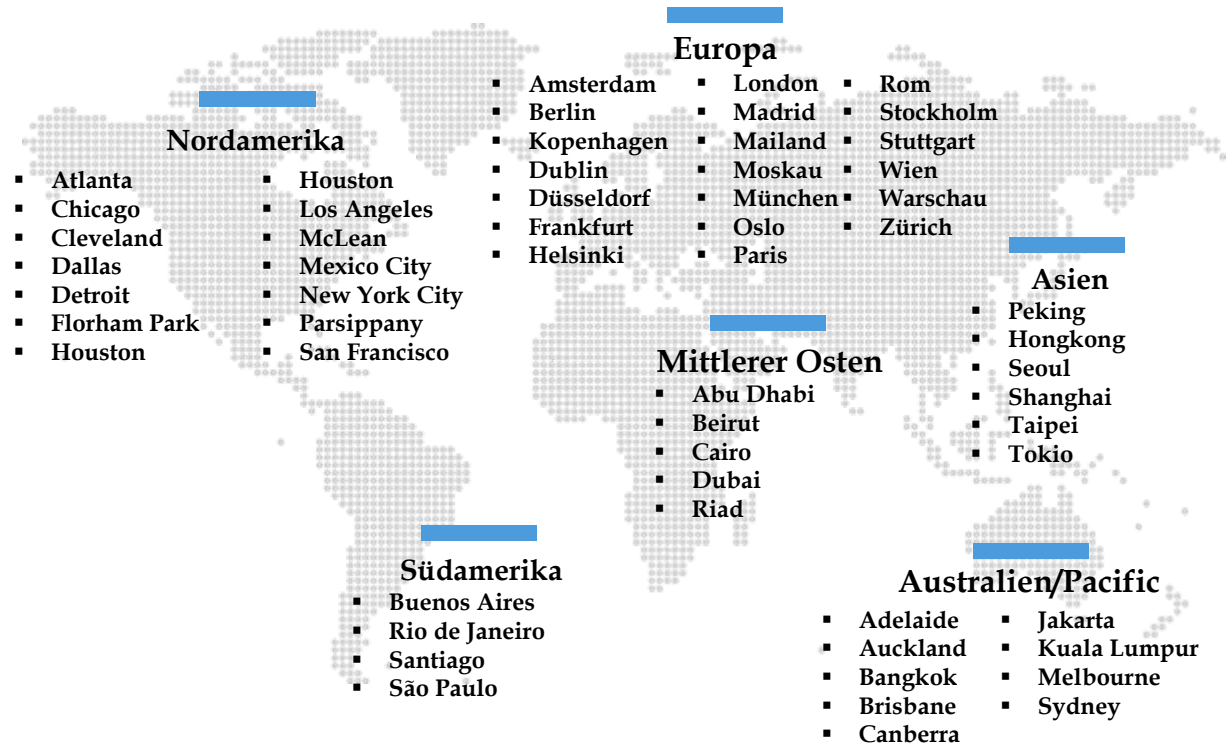 Europa
▪ Amsterdam
▪ Berlin
▪ Kopenhagen
▪ Dublin
▪ Düsseldorf
▪ Frankfurt
▪ Helsinki
▪ London
▪ Madrid
▪ Mailand
▪ Moskau
▪ München
▪ Oslo
▪ Paris
▪ Rom
▪ Stockholm
▪ Stuttgart
▪ Wien
▪ Warschau
▪ Zürich
Nordamerika
▪ Atlanta
▪ Chicago
▪ Cleveland
▪ Dallas
▪ Detroit
▪ Florham Park
▪ Houston
▪ Houston
▪ Los Angeles
▪ McLean
▪ Mexico City
▪ New York City
▪ Parsippany
▪ San Francisco
Asien
▪ Peking
▪ Hongkong
▪ Seoul
▪ Shanghai
▪ Taipei
▪ Tokio
Mittlerer Osten
▪ Abu Dhabi
▪ Beirut
▪ Cairo
▪ Dubai
▪ Riad
Südamerika
▪ Buenos Aires
▪ Rio de Janeiro
▪ Santiago
▪ São Paulo
Australien/Pacific
▪ Adelaide
▪ Auckland
▪ Bangkok
▪ Brisbane
▪ Canberra
▪ Jakarta
▪ Kuala Lumpur
▪ Melbourne
▪ Sydney